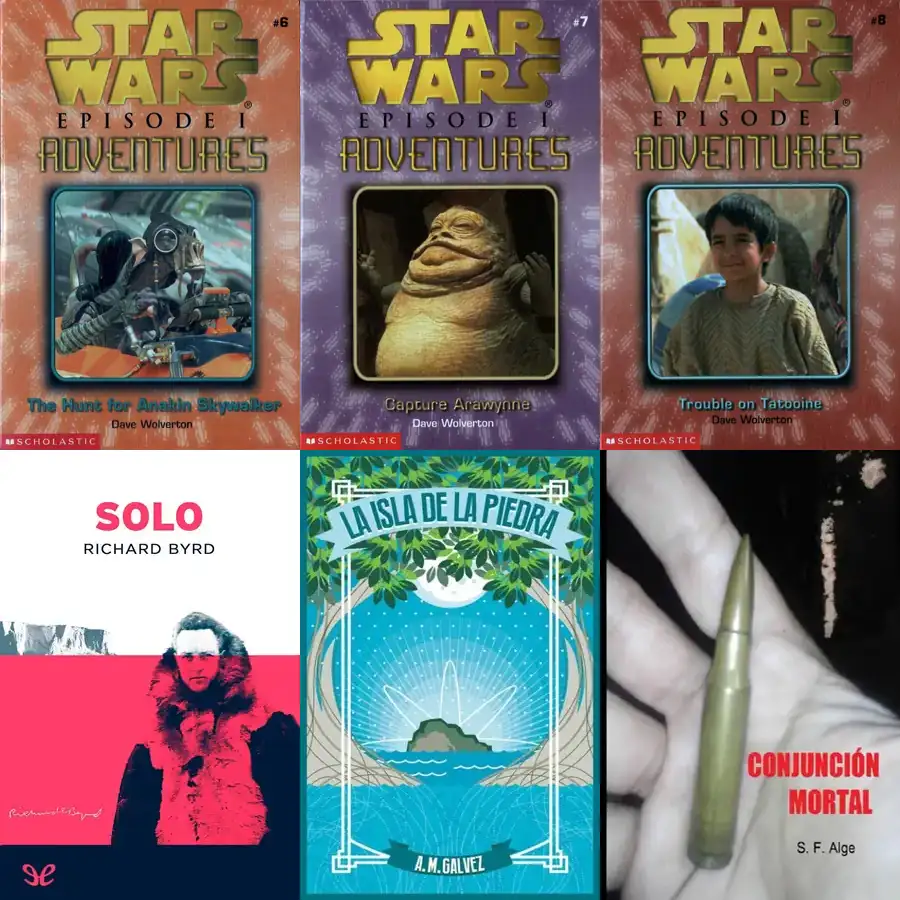 #6
STAR
WARS®
EPISODE I
ADVENTURES
The Hunt for Anakin Skywalker
Dave Wolverton
SCHOLASTIC
#7
STAR
WARS®
EPISODE I
ADVENTURES
Capture Arawynne
Dave Wolverton
SCHOLASTIC
#8
STAR
WARS®
EPISODE I
ADVENTURES
Trouble on Tatooine
Dave Wolverton
SCHOLASTIC
SOLO
RICHARD BYRD
LA ISLA DE LA PIEDRA
A. M. GALVEZ
CONJUNCIÓN
MORTAL
S. F. Alge